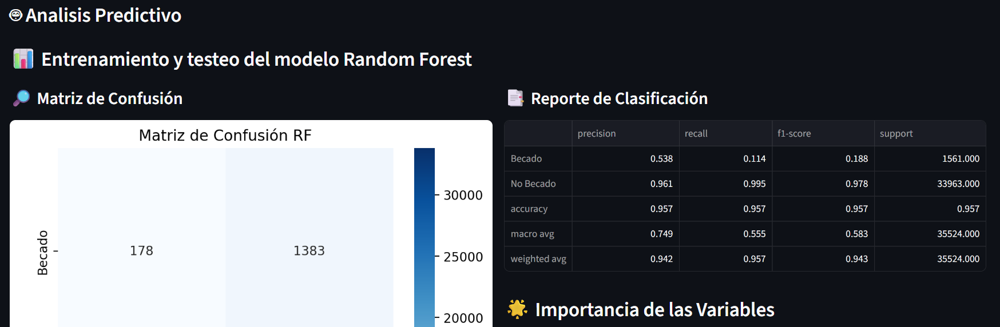 Analisis Predictivo
Entrenamiento y testeo del modelo Random Forest
Matriz de Confusión
Matriz de Confusión RF
Becado
178 1383
30000
25000
20000
Reporte de Clasificación
precision recall f1-score support
Becado 0.538 0.114 0.188 1561.000
No Becado 0.961 0.995 0.978 33963.000
accuracy 0.957 0.957 0.957 0.957
macro avg 0.749 0.555 0.583 35524.000
weighted avg 0.942 0.957 0.943 35524.000
Importancia de las Variables